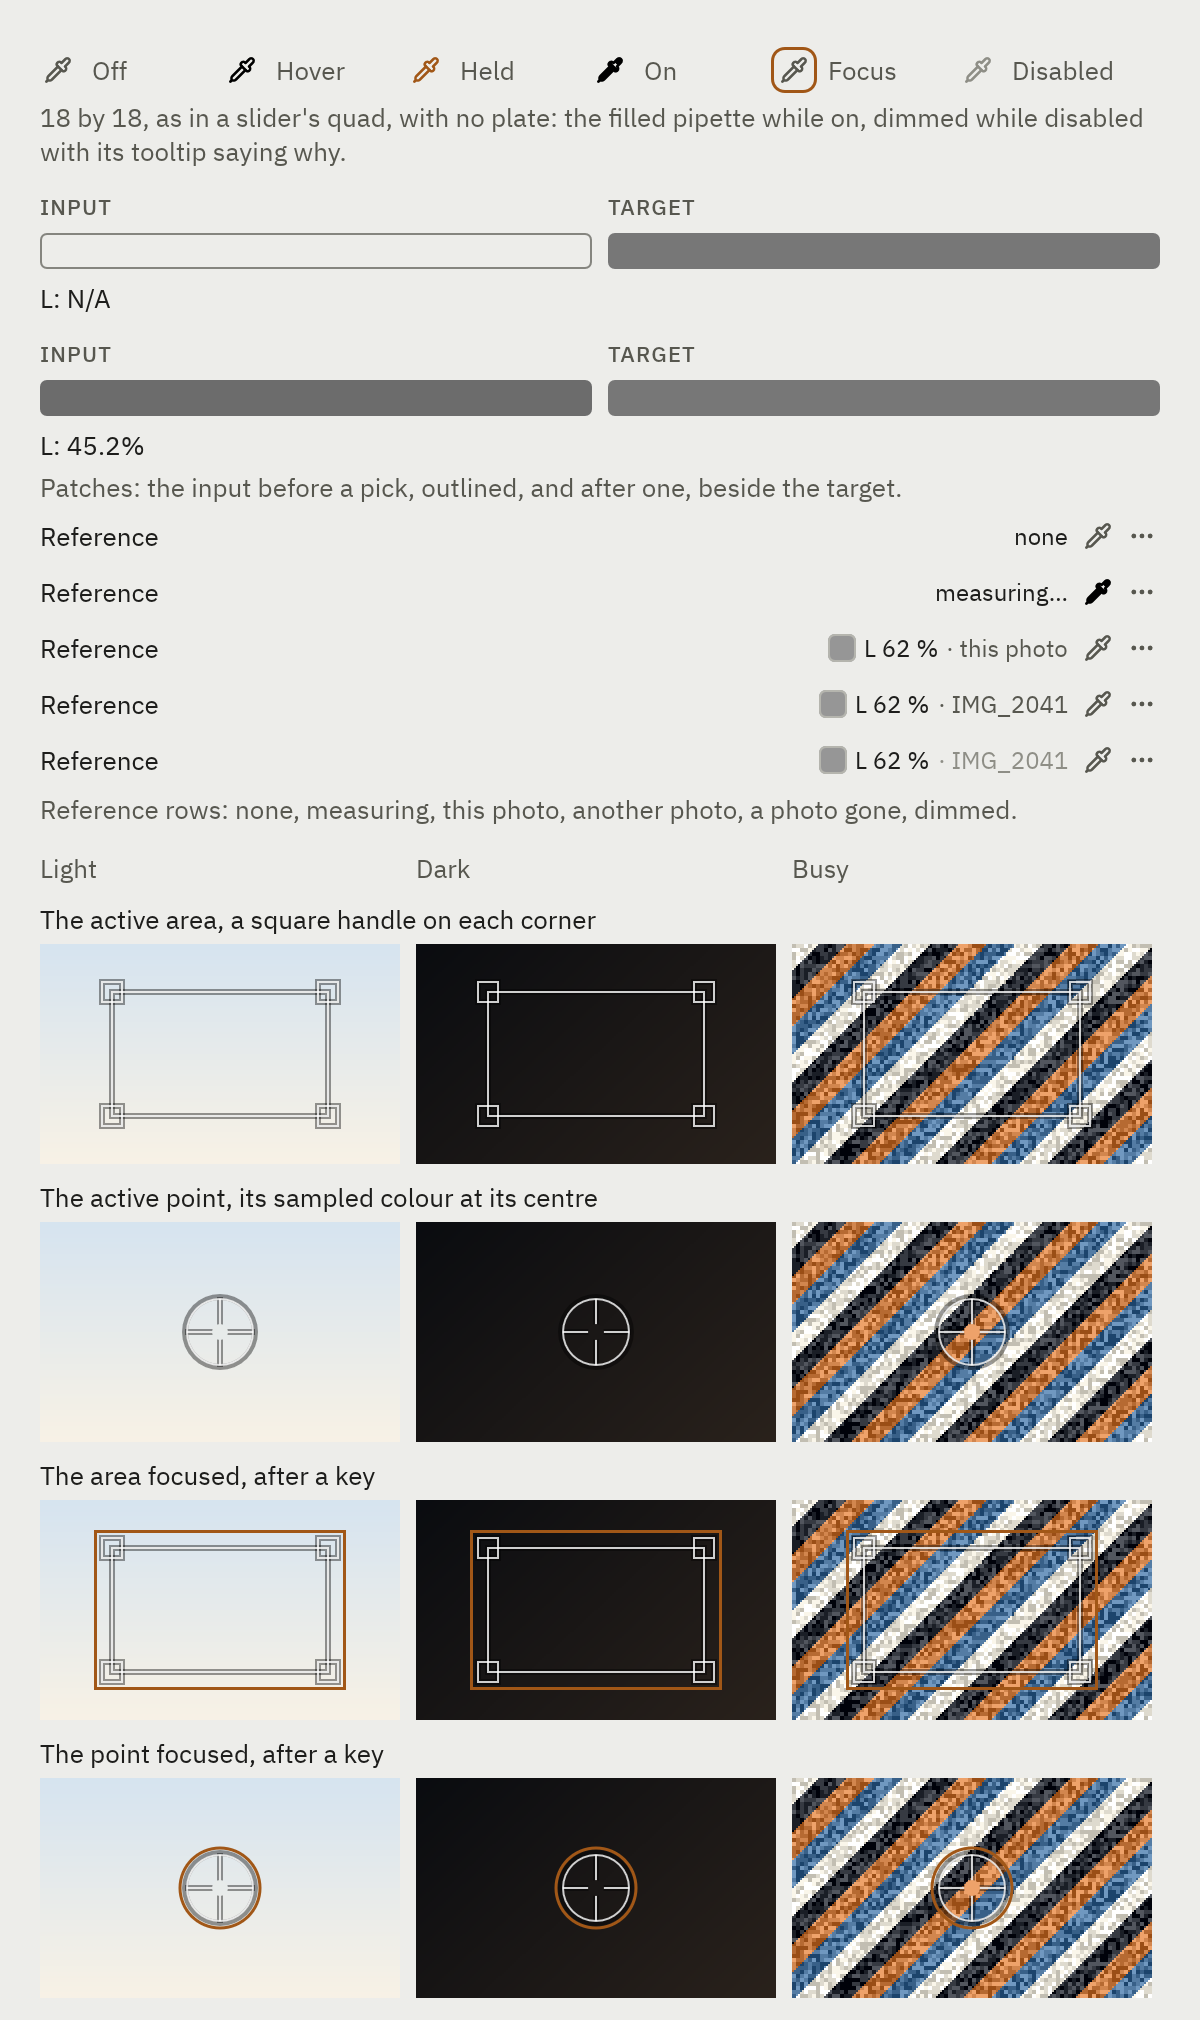 Off Hover Held On Focus Disabled
18 by 18, as in a slider's quad, with no plate: the filled pipette while on, dimmed while disabled
with its tooltip saying why.
INPUT TARGET
L: N/A
INPUT TARGET
L: 45.2%
Patches: the input before a pick, outlined, and after one, beside the target.
Reference none
Reference measuring...
Reference L 62 % · this photo
Reference L 62 % · IMG_2041
Reference L 62 % · IMG_2041
Reference rows: none, measuring, this photo, another photo, a photo gone, dimmed.
Light Dark Busy
The active area, a square handle on each corner
The active point, its sampled colour at its centre
The area focused, after a key
The point focused, after a key